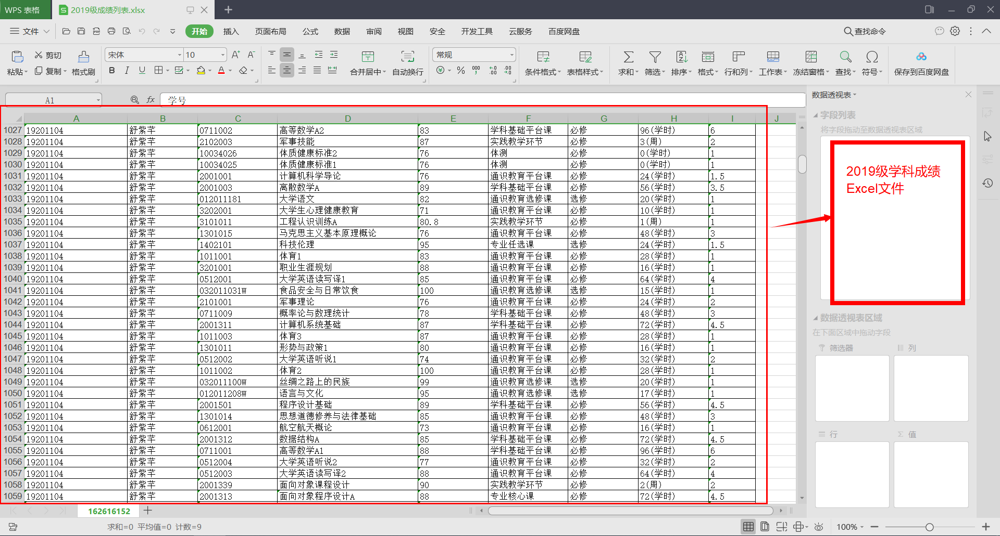 WPS 表格 2019级成绩列表.xlsx
文件 开始 插入 页面布局 公式 数据 审阅 视图 安全 开发工具 云服务 百度网盘 查找命令
剪切 宋体 10 A+ A- 常规
粘贴 复制 格式刷 B I U A 合并居中 自动换行 % 000 条件格式 表格样式 求和 筛选 排序 格式 行和列 工作表 冻结窗格 查找 符号 保存到百度网盘
A1 fx 学号
A B C D E F G H I J
1027 19201104 舒紫芊 0711002 高等数学A2 83 学科基础平台课 必修 96(学时) 6
1028 19201104 舒紫芊 2102003 军事技能 87 实践教学环节 必修 3(周) 2
1029 19201104 舒紫芊 10034026 体质健康标准2 76 体测 必修 0(学时) 1
1030 19201104 舒紫芊 10034025 体质健康标准1 76 体测 必修 0(学时) 1
1031 19201104 舒紫芊 2001001 计算机科学导论 76 通识教育平台课 必修 24(学时) 1.5
1032 19201104 舒紫芊 2001003 离散数学A 89 学科基础平台课 必修 56(学时) 3.5
1033 19201104 舒紫芊 012011181 大学语文 82 通识教育选修课 选修 20(学时) 1
1034 19201104 舒紫芊 3202001 大学生心理健康教育 71 通识教育平台课 必修 10(学时) 1
1035 19201104 舒紫芊 3101011 工程认识训练A 80.8 实践教学环节 必修 1(周) 1
1036 19201104 舒紫芊 1301015 马克思主义基本原理概论 76 通识教育平台课 必修 48(学时) 3
1037 19201104 舒紫芊 1402101 科技伦理 95 专业任选课 选修 24(学时) 1.5
1038 19201104 舒紫芊 1011001 体育1 83 通识教育平台课 必修 28(学时) 1
1039 19201104 舒紫芊 3201001 职业生涯规划 88 通识教育平台课 必修 16(学时) 1
1040 19201104 舒紫芊 0512001 大学英语读写译1 85 通识教育平台课 必修 64(学时) 4
1041 19201104 舒紫芊 032011031W 食品安全与日常饮食 100 通识教育选修课 选修 15(学时) 1
1042 19201104 舒紫芊 2101001 军事理论 76 通识教育平台课 必修 24(学时) 2
1043 19201104 舒紫芊 0711009 概率论与数理统计 78 学科基础平台课 必修 48(学时) 3
1044 19201104 舒紫芊 2001311 计算机系统基础 87 学科基础平台课 必修 72(学时) 4.5
1045 19201104 舒紫芊 1011003 体育3 87 通识教育平台课 必修 28(学时) 1
1046 19201104 舒紫芊 1301011 形势与政策1 80 通识教育平台课 必修 16(学时) 1
1047 19201104 舒紫芊 0512002 大学英语听说1 74 通识教育平台课 必修 32(学时) 2
1048 19201104 舒紫芊 1011002 体育2 100 通识教育平台课 必修 28(学时) 1
1049 19201104 舒紫芊 032011100W 丝绸之路上的民族 99 通识教育选修课 选修 20(学时) 1
1050 19201104 舒紫芊 012011208W 语言与文化 95 通识教育选修课 选修 17(学时) 1
1051 19201104 舒紫芊 2001501 程序设计基础 89 学科基础平台课 必修 56(学时) 4.5
1052 19201104 舒紫芊 1301014 思想道德修养与法律基础 85 通识教育平台课 必修 48(学时) 3
1053 19201104 舒紫芊 0612001 航空航天概论 73 通识教育平台课 必修 16(学时) 1
1054 19201104 舒紫芊 2001312 数据结构A 85 学科基础平台课 必修 72(学时) 4.5
1055 19201104 舒紫芊 0711001 高等数学A1 88 学科基础平台课 必修 96(学时) 6
1056 19201104 舒紫芊 0512004 大学英语听说2 77 通识教育平台课 必修 32(学时) 2
1057 19201104 舒紫芊 0512003 大学英语读写译2 88 通识教育平台课 必修 64(学时) 4
1058 19201104 舒紫芊 2001339 面向对象课程设计 90 实践教学环节 必修 2(周) 2
1059 19201104 舒紫芊 2001313 面向对象程序设计A 88 专业核心课 必修 72(学时) 4.5
数据透视表
字段列表
将字段拖动至数据透视表区域
2019级学科成绩
Excel文件
数据透视表区域
在下面区域中拖动字段
筛选器 列
行 Σ 值
162616152
求和=0 平均值=0 计数=9 100%